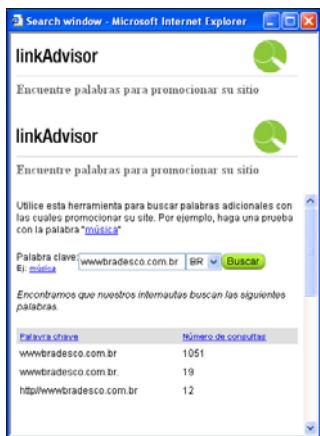 Search window - Microsoft Internet Explorer
linkAdvisor
Encuentre palabras para promocionar su sitio
linkAdvisor
Encuentre palabras para promocionar su sitio
Utilice esta herramienta para buscar palabras adicionales con
las cuales promocionar su site. Por ejemplo, haga una prueba
con la palabra "música"
Palabra clave: wwwbradesco.com.br BR Buscar
Ej: música
Encontramos que nuestros internautas buscan las siguientes
palabras.
Palavra chave Número de consultas
wwwbradesco.com.br 1051
wwwbradesco.com.br. 19
http//wwwbradesco.com.br 12